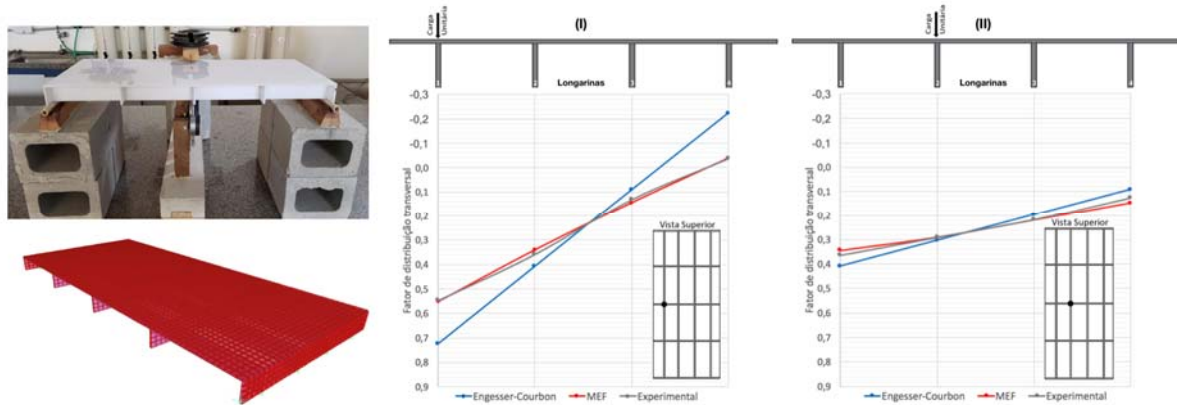 (I)
Carga
Unitária
1 2 3 4
Longarinas
Fator de distribuição transversal
-0,3
-0,2
-0,1
0,0
0,1
0,2
0,3
0,4
0,5
0,6
0,7
0,8
0,9
Vista Superior
Engesser-Courbon MEF Experimental
(II)
Carga
Unitária
1 2 3 4
Longarinas
Fator de distribuição transversal
-0,3
-0,2
-0,1
0,0
0,1
0,2
0,3
0,4
0,5
0,6
0,7
0,8
0,9
Vista Superior
Engesser-Courbon MEF Experimental